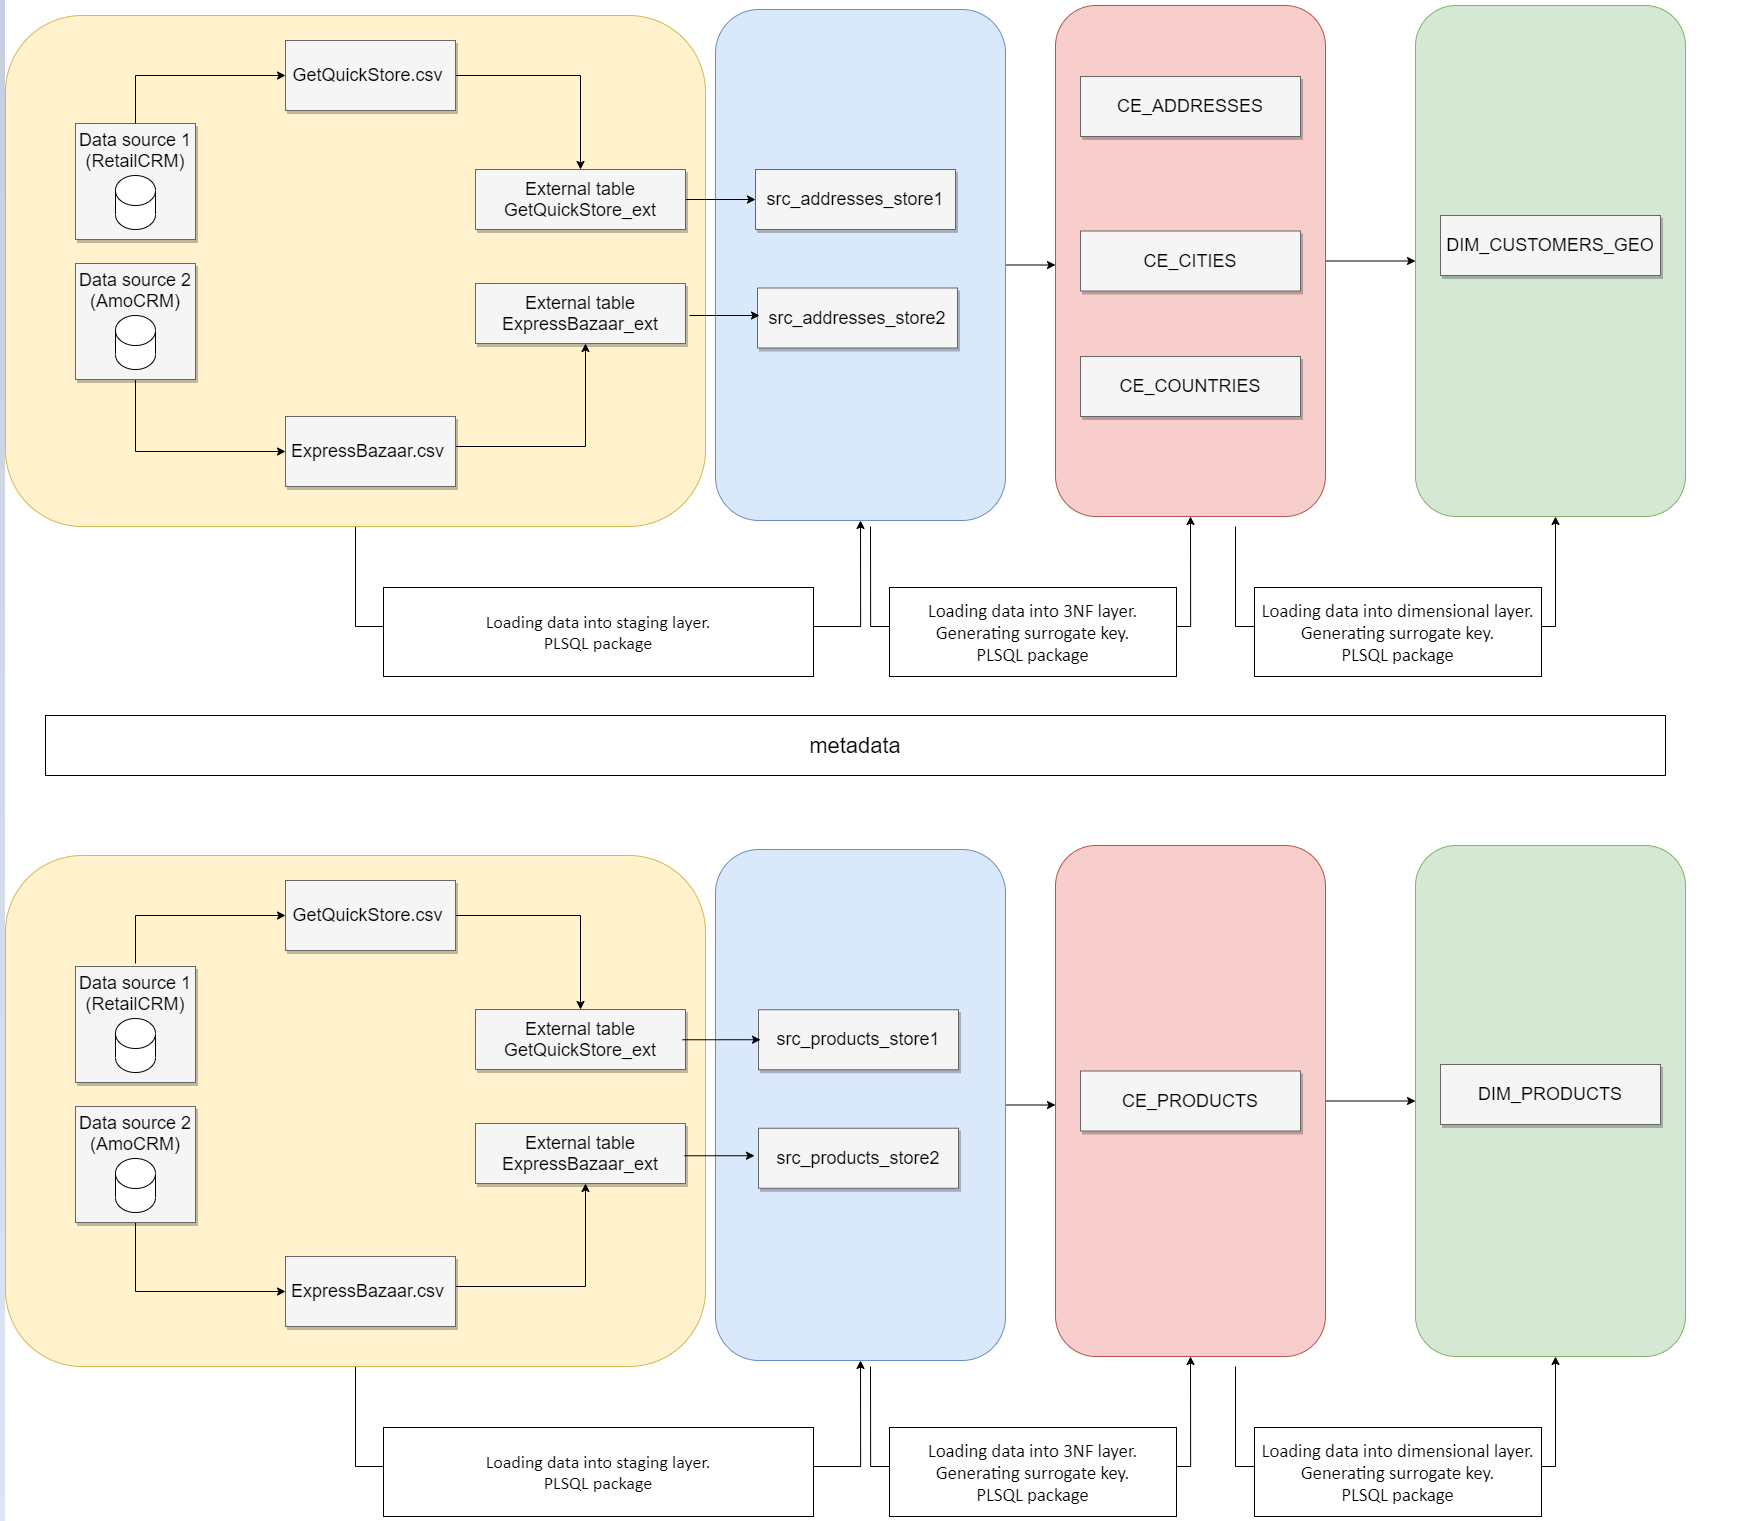 GetQuickStore.csv
Data source 1
(RetailCRM)
External table
GetQuickStore_ext
Data source 2
(AmoCRM)
External table
ExpressBazaar_ext
ExpressBazaar.csv
src_addresses_store1
src_addresses_store2
CE_ADDRESSES
CE_CITIES
CE_COUNTRIES
DIM_CUSTOMERS_GEO
Loading data into staging layer.
PLSQL package
Loading data into 3NF layer.
Generating surrogate key.
PLSQL package
Loading data into dimensional layer.
Generating surrogate key.
PLSQL package
metadata
GetQuickStore.csv
Data source 1
(RetailCRM)
External table
GetQuickStore_ext
Data source 2
(AmoCRM)
External table
ExpressBazaar_ext
ExpressBazaar.csv
src_products_store1
src_products_store2
CE_PRODUCTS
DIM_PRODUCTS
Loading data into staging layer.
PLSQL package
Loading data into 3NF layer.
Generating surrogate key.
PLSQL package
Loading data into dimensional layer.
Generating surrogate key.
PLSQL package